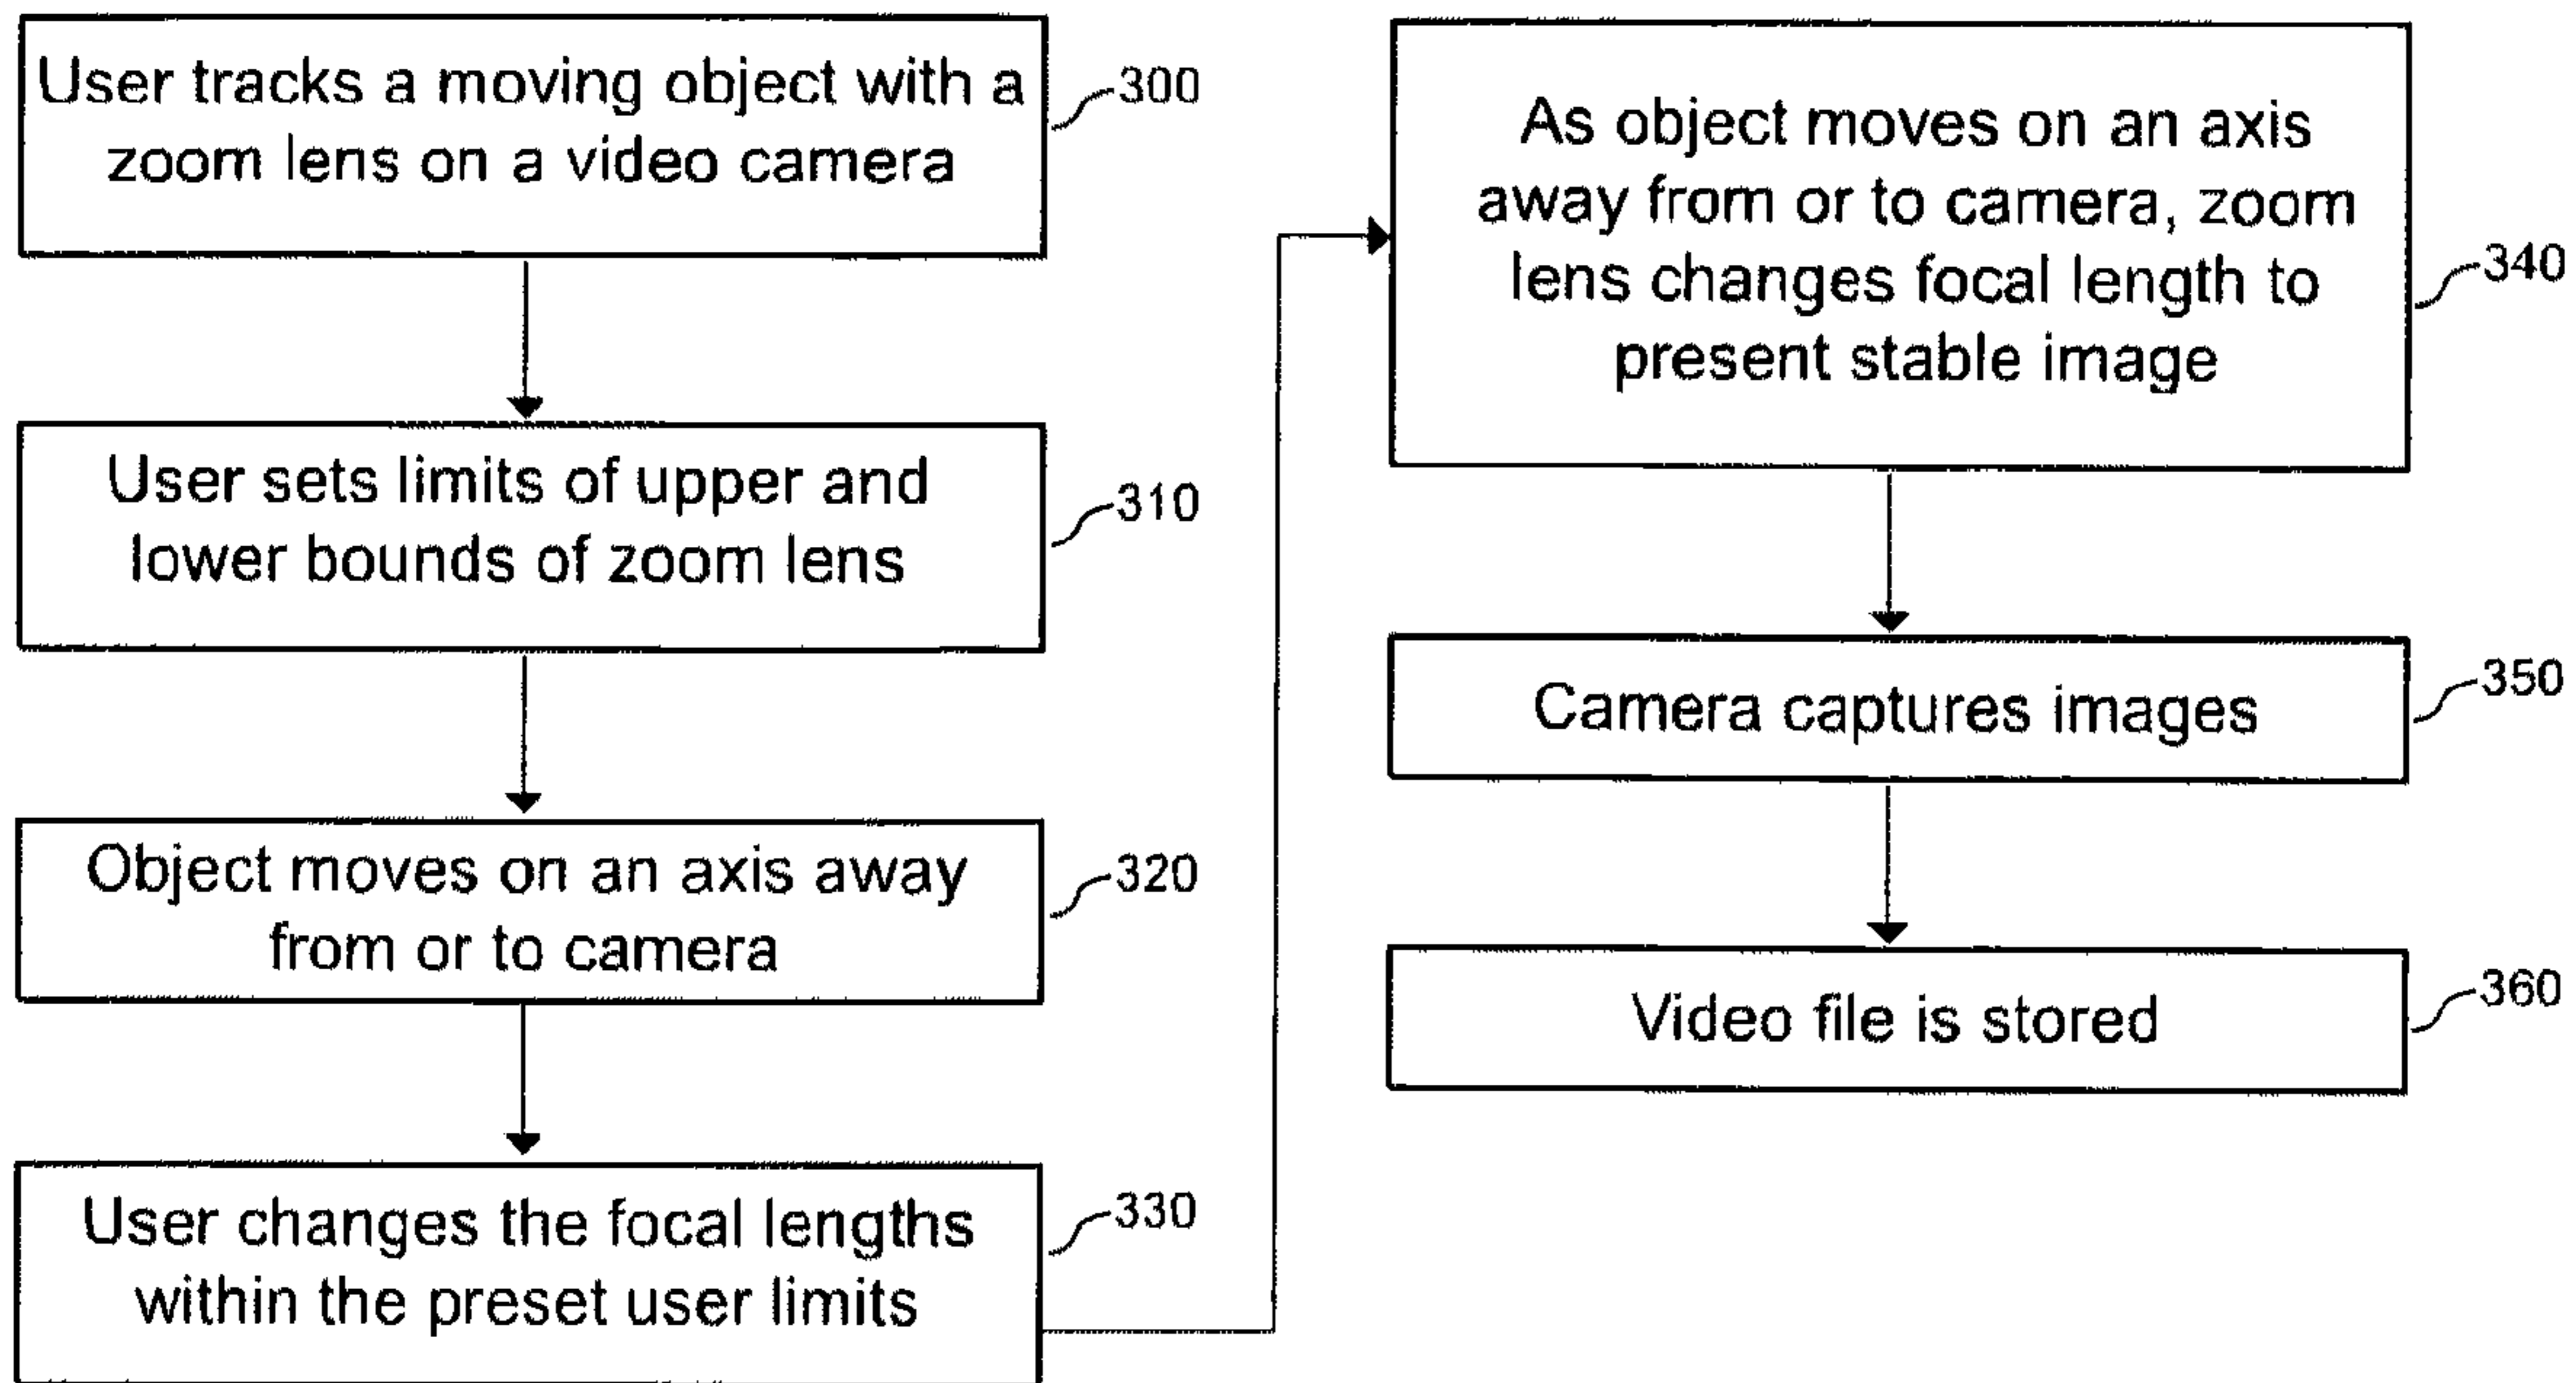 User tracks a moving object with a
zoom lens on a video camera
300
User sets limits of upper and
lower bounds of zoom lens
310
Object moves on an axis away
from or to camera
320
User changes the focal lengths
within the preset user limits
330
As object moves on an axis
away from or to camera, zoom
lens changes focal length to
present stable image
340
Camera captures images
350
Video file is stored
360